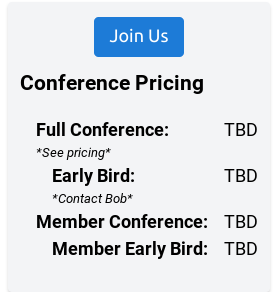 Join Us
Conference Pricing
Full Conference: TBD
*See pricing*
Early Bird: TBD
*Contact Bob*
Member Conference: TBD
Member Early Bird: TBD